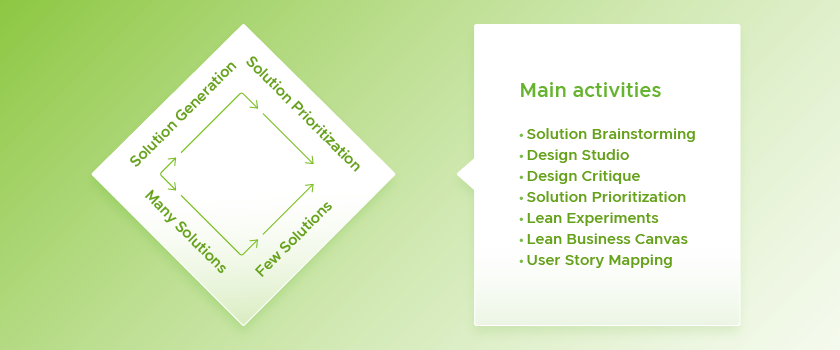 Solution Generation
Solution Prioritization
Many Solutions
Few Solutions
Main activities
• Solution Brainstorming
• Design Studio
• Design Critique
• Solution Prioritization
• Lean Experiments
• Lean Business Canvas
• User Story Mapping